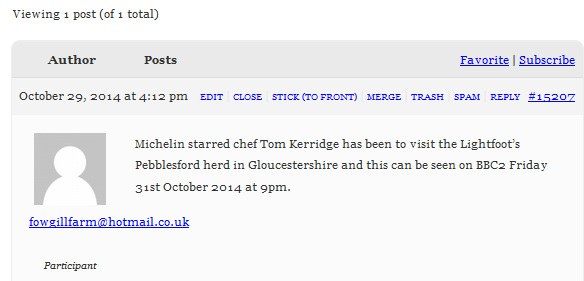 Viewing 1 post (of 1 total)
Author Posts Favorite | Subscribe
October 29, 2014 at 4:12 pm EDIT | CLOSE | STICK (TO FRONT) | MERGE | TRASH | SPAM | REPLY #15207
Michelin starred chef Tom Kerridge has been to visit the Lightfoot's
Pebblesford herd in Gloucestershire and this can be seen on BBC2 Friday
31st October 2014 at 9pm.
fowgillfarm@hotmail.co.uk
Participant